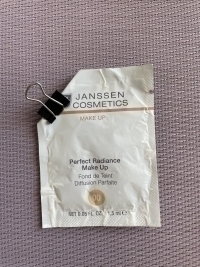 JANSSEN
COSMETICS
MAKE UP
Perfect Radiance
Make Up
Fond de Teint
Diffusion Parfaite